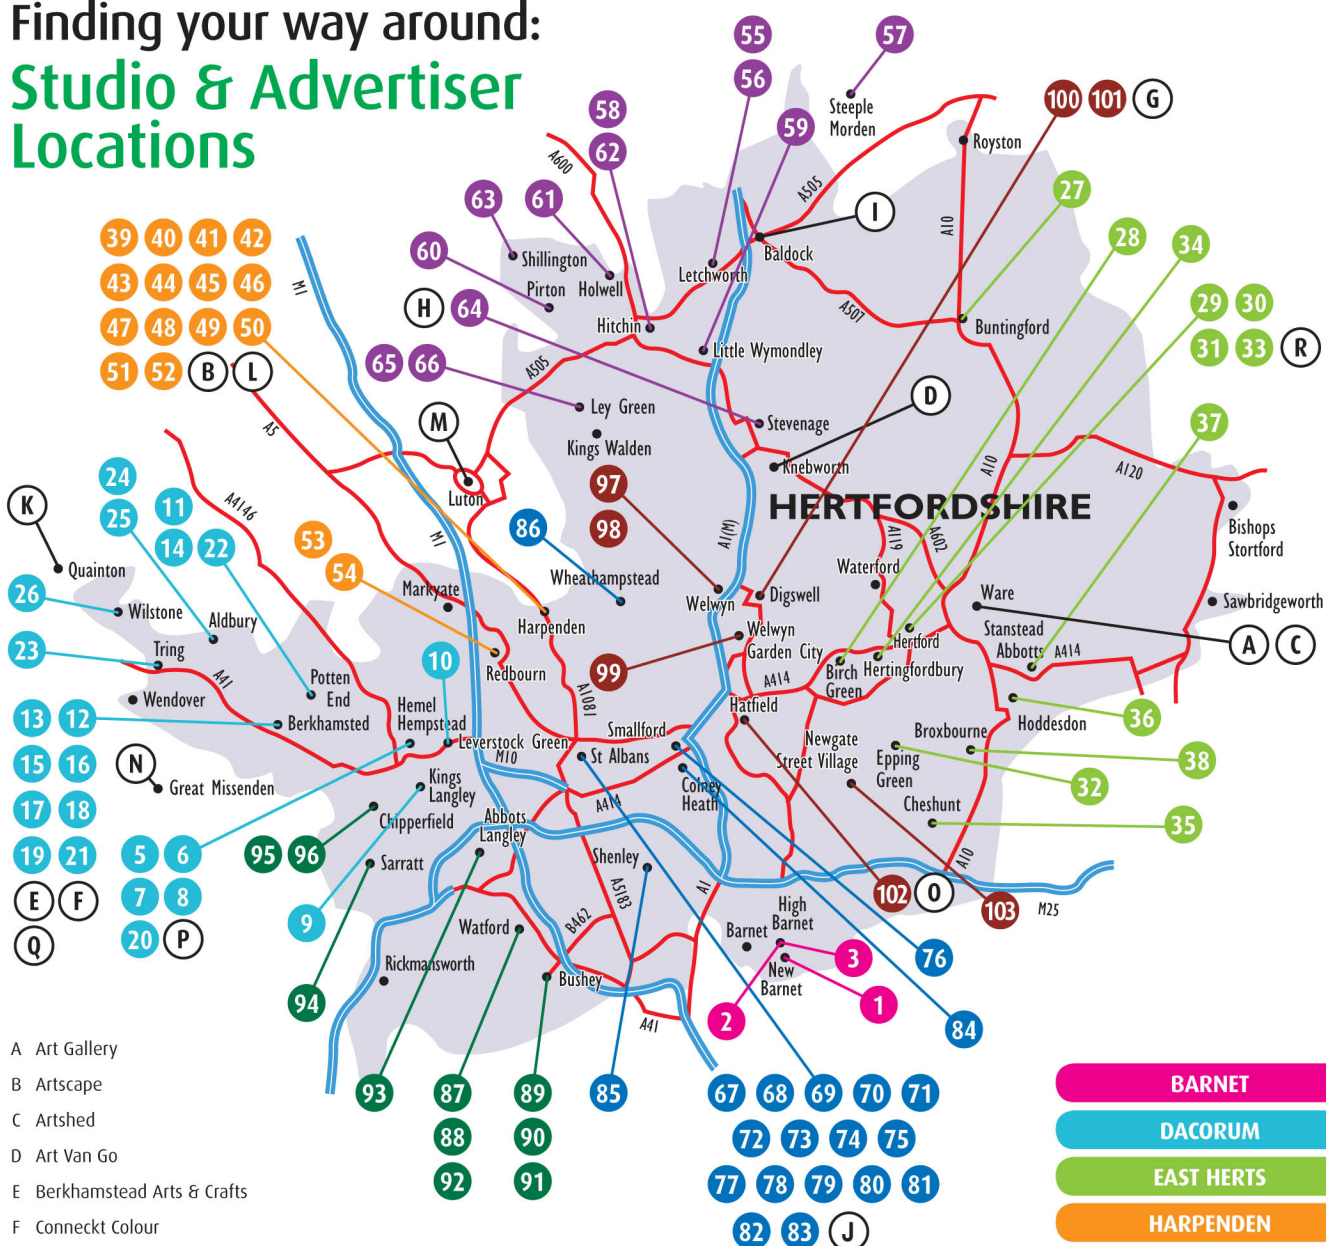 Finding your way around:
Studio & Advertiser
Locations
55
57
56
100 101 G
58
59
Steeple
Morden
62
Royston
A600
A505
63 61
27
I
39 40 41 42
A10
28
34
60
Shillington
Baldock
Letchworth
43 44 45 46
M1
Pirton
Holwell
29 30
H 64
A507
47 48 49 50
Hitchin
Buntingford
31 33 R
Little Wymondley
65 66
A505
51 52 B L
D
Ley Green
M
Stevenage
37
A5
Kings Walden
Knebworth
A10
A120
24
Luton
97
K
11
A4146
HERTFORDSHIRE
25
86
98
A1(M)
A119
A602
Bishops
Stortford
14 22
53
M1
Quainton
54
Wheathampstead
Waterford
26
Markyate
Welwyn
Digswell
Ware
Sawbridgeworth
Wilstone
Aldbury
Harpenden
Welwyn
Garden City
Stanstead
Abbotts
Hertford
A C
23
Tring
10
99
A414
A41
Potten
End
Redbourn
A1081
A414
Birch
Green
Hertingfordbury
Wendover
Hemel
Hempstead
Hatfield
13 12
Berkhamsted
Smallford
Hoddesdon
36
Leverstock Green
Newgate
Street Village
Broxbourne
15 16
N
M10
St Albans
Epping
Green
38
Great Missenden
Kings
Langley
Colney
Heath
32
17 18
A414
Cheshunt
Chipperfield
Abbots
Langley
35
19 21
5 6
95 96
Sarratt
Shenley
A10
E F
7 8
A5183
A1
102 O
103
M25
9
Q
20 P
Watford
B462
High
Barnet
Barnet
3
76
Rickmansworth
Bushey
New
Barnet
94
1
2
84
A41
A Art Gallery
B Artscape
C Artshed
D Art Van Go
E Berkhamstead Arts & Crafts
F Conneckt Colour
93
87
89
85
67 68 69 70 71
88
90
72 73 74 75
92
91
77 78 79 80 81
82 83 J
BARNET
DACORUM
EAST HERTS
HARPENDEN